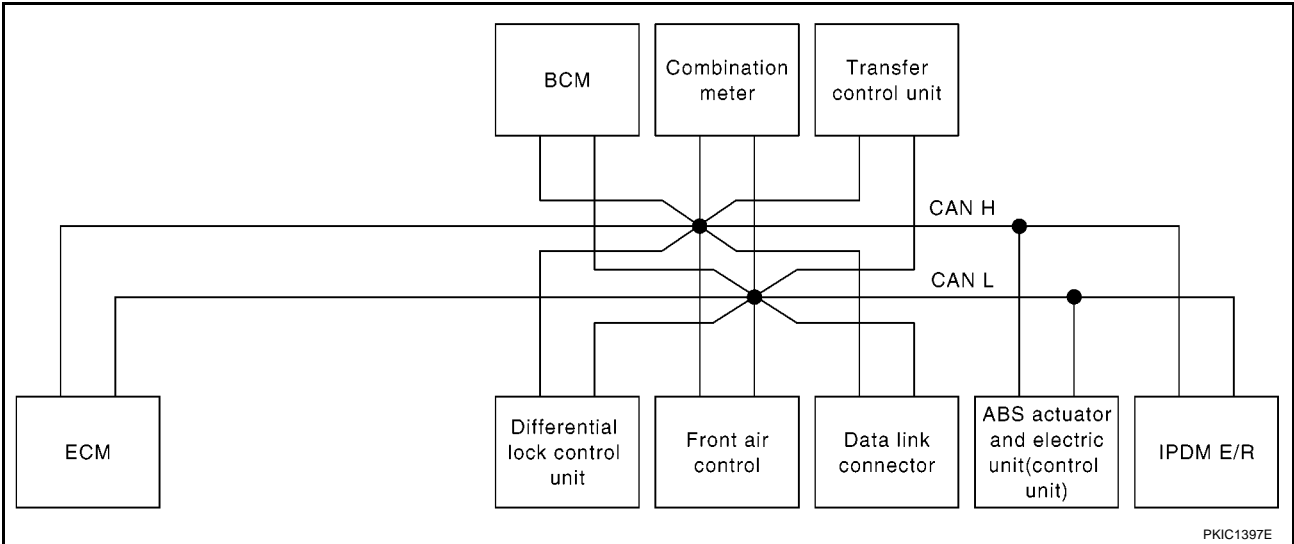 BCM
Combination
meter
Transfer
control unit
CAN H
CAN L
ECM
Differential
lock control
unit
Front air
control
Data link
connector
ABS actuator
and electric
unit(control
unit)
IPDM E/R
PKIC1397E